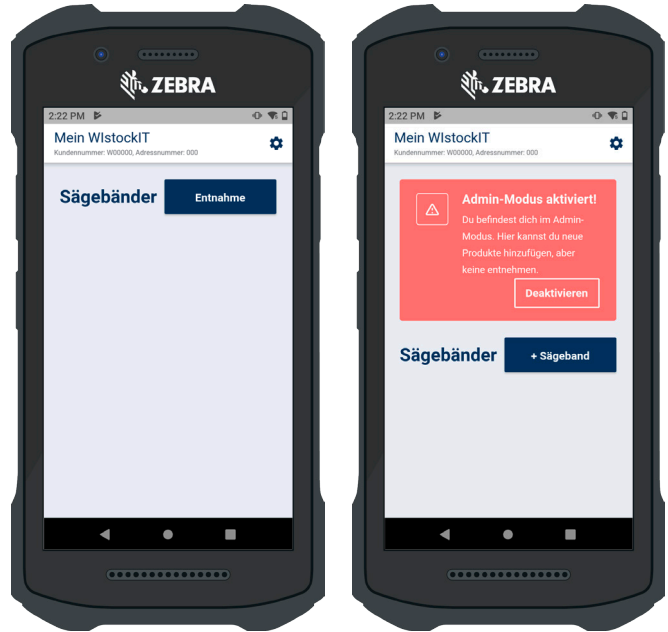 ZEBRA
2:22 PM
Mein WIstockIT
Kundennummer: W00000, Adressnummer: 000
Sägebänder
Entnahme
ZEBRA
2:22 PM
Mein WIstockIT
Kundennummer: W00000, Adressnummer: 000
Admin-Modus aktiviert!
Du befindest dich im Admin-
Modus. Hier kannst du neue
Produkte hinzufügen, aber
keine entnehmen.
Deaktivieren
Sägebänder
+ Sägeband